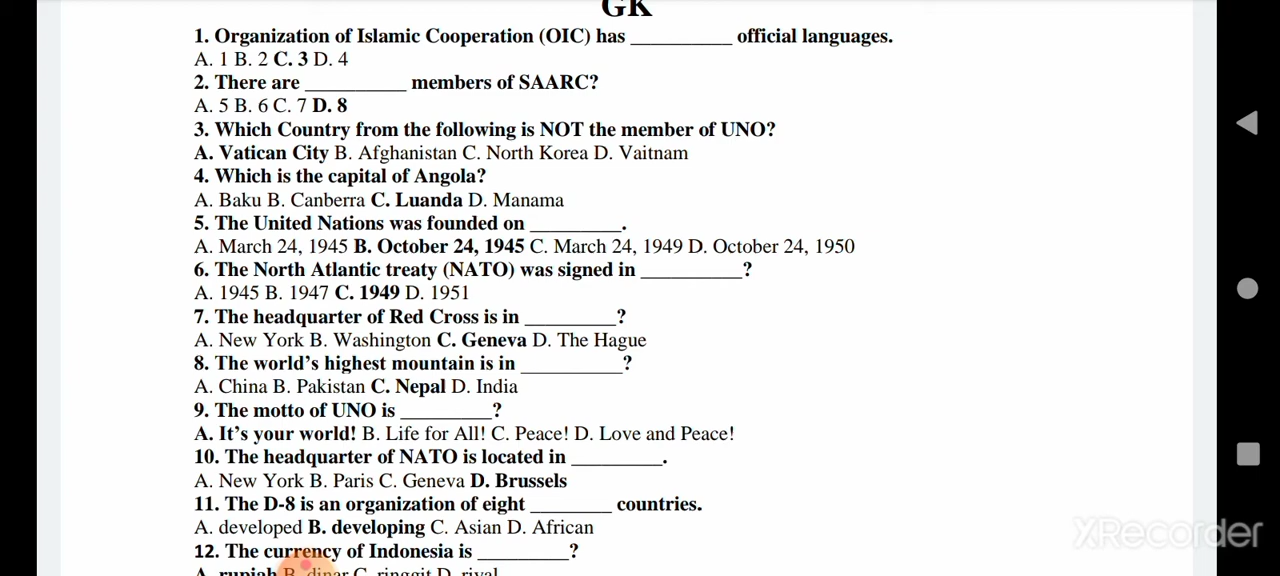 GK
1. Organization of Islamic Cooperation (OIC) has __________ official languages.
A. 1 B. 2 C. 3 D. 4
2. There are __________ members of SAARC?
A. 5 B. 6 C. 7 D. 8
3. Which Country from the following is NOT the member of UNO?
A. Vatican City B. Afghanistan C. North Korea D. Vaitnam
4. Which is the capital of Angola?
A. Baku B. Canberra C. Luanda D. Manama
5. The United Nations was founded on _________.
A. March 24, 1945 B. October 24, 1945 C. March 24, 1949 D. October 24, 1950
6. The North Atlantic treaty (NATO) was signed in __________?
A. 1945 B. 1947 C. 1949 D. 1951
7. The headquarter of Red Cross is in _________?
A. New York B. Washington C. Geneva D. The Hague
8. The world’s highest mountain is in __________?
A. China B. Pakistan C. Nepal D. India
9. The motto of UNO is _________?
A. It’s your world! B. Life for All! C. Peace! D. Love and Peace!
10. The headquarter of NATO is located in _________.
A. New York B. Paris C. Geneva D. Brussels
11. The D-8 is an organization of eight ________ countries.
A. developed B. developing C. Asian D. African
12. The currency of Indonesia is _________?
A. rupiah B. dinar C. ringgit D. riyal
XRecorder